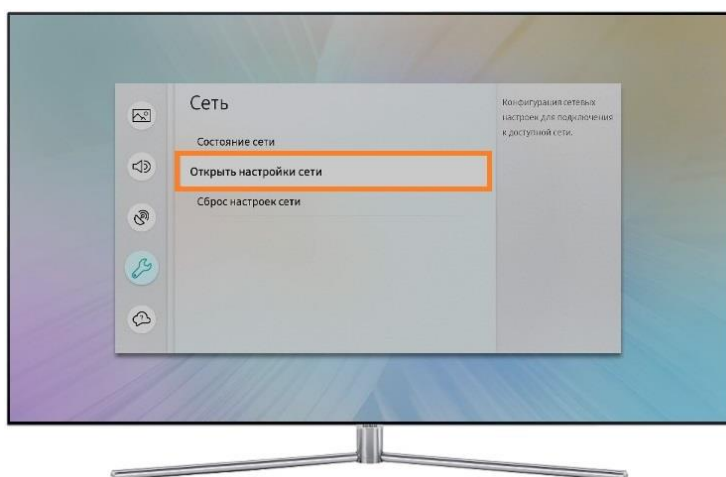 Сеть
Состояние сети
Открыть настройки сети
Сброс настроек сети
Конфигурация сетевых
настроек для подключения
к доступной сети.